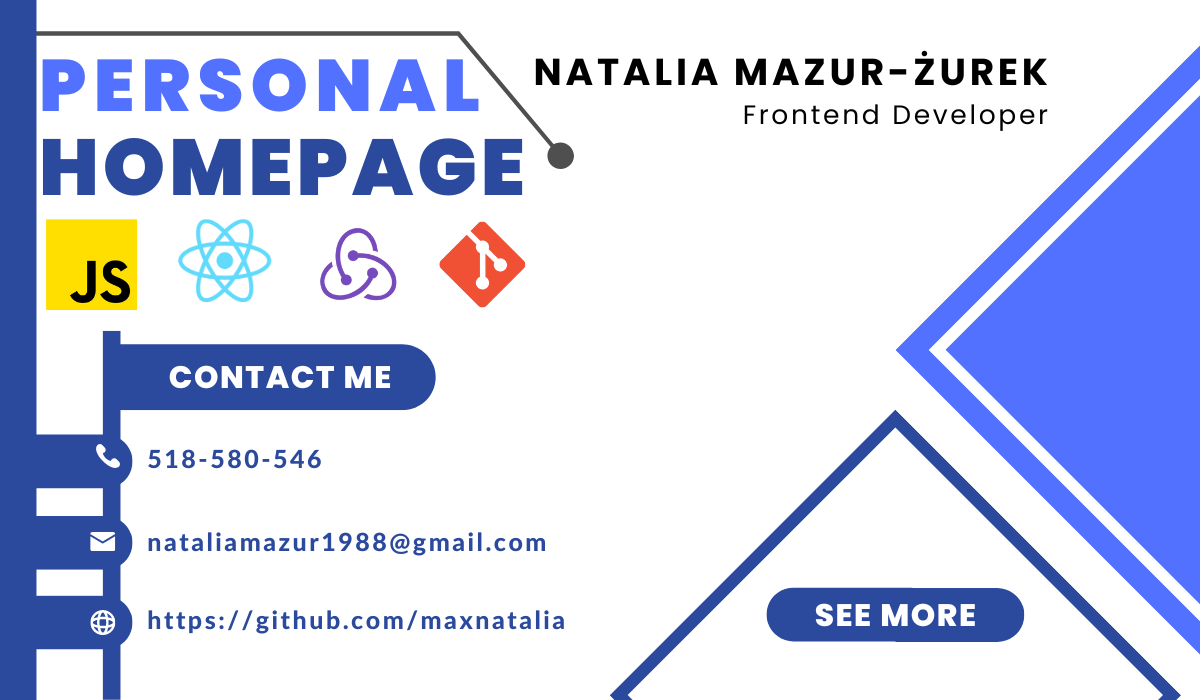 PERSONAL
HOMEPAGE
NATALIA MAZUR-ŻUREK
Frontend Developer
JS
CONTACT ME
518-580-546
nataliamazur1988@gmail.com
https://github.com/maxnatalia
SEE MORE